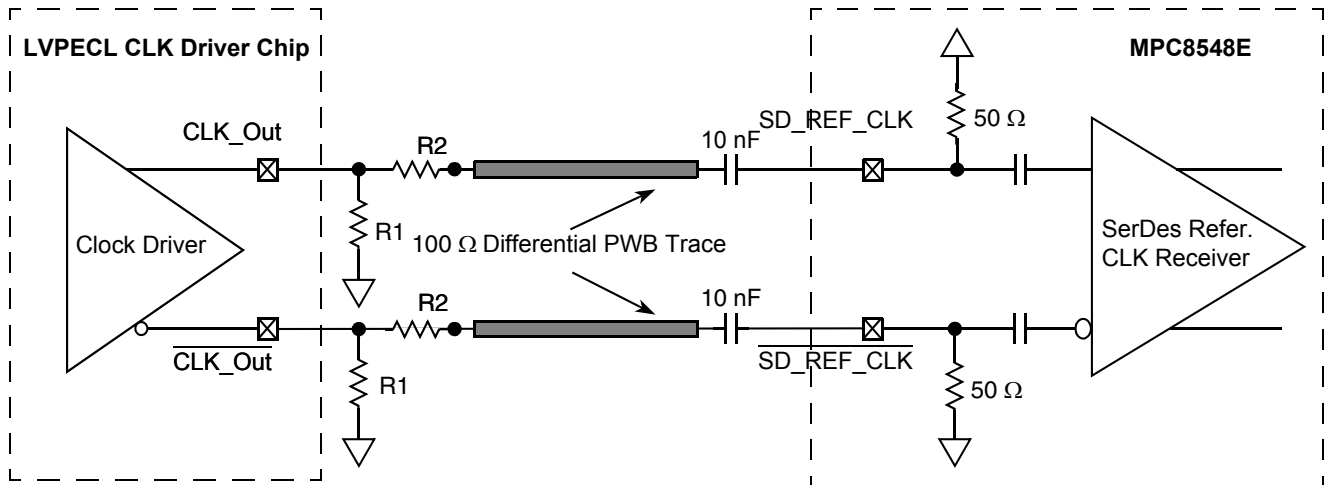 LVPECL CLK Driver Chip
MPC8548E
CLK_Out
R2
10 nF
SD_REF_CLK
50 Ω
Clock Driver
R1
100 Ω Differential PWB Trace
SerDes Refer.
CLK Receiver
R2
10 nF
CLK_Out
SD_REF_CLK
R1
50 Ω